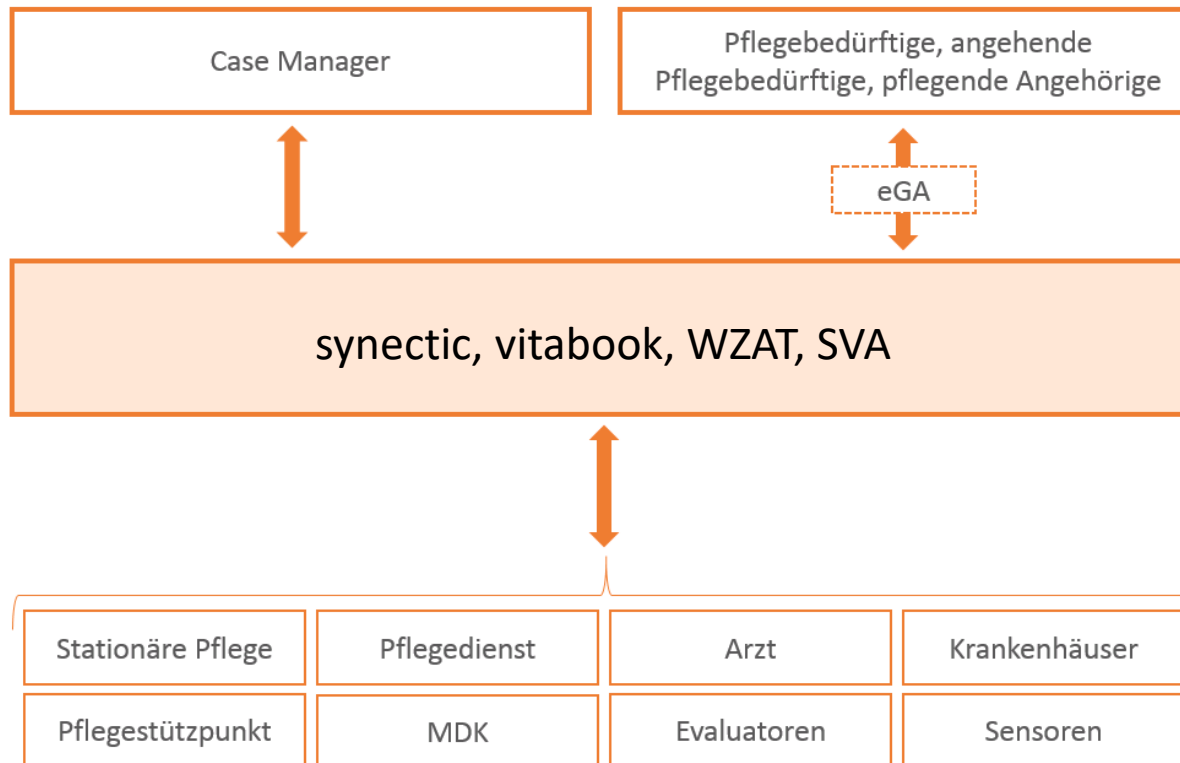 Case Manager
Pflegebedürftige, angehende
Pflegebedürftige, pflegende Angehörige
eGA
synectic, vitabook, WZAT, SVA
Stationäre Pflege
Pflegedienst
Arzt
Krankenhäuser
Pflegestützpunkt
MDK
Evaluatoren
Sensoren